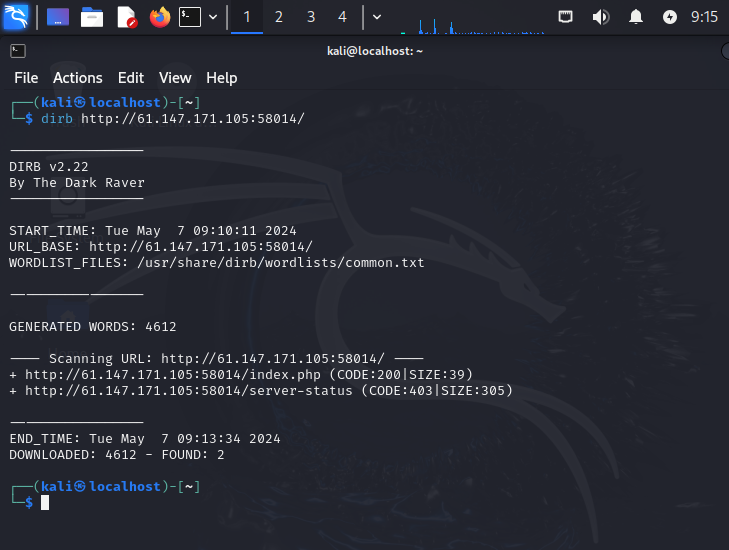 1 2 3 4 9:15
kali@localhost: ~
File Actions Edit View Help
┌──(kali㉿localhost)-[~]
└─$ dirb http://61.147.171.105:58014/
-----------------
DIRB v2.22
By The Dark Raver
-----------------
START_TIME: Tue May  7 09:10:11 2024
URL_BASE: http://61.147.171.105:58014/
WORDLIST_FILES: /usr/share/dirb/wordlists/common.txt
-----------------
GENERATED WORDS: 4612
---- Scanning URL: http://61.147.171.105:58014/ ----
+ http://61.147.171.105:58014/index.php (CODE:200|SIZE:39)
+ http://61.147.171.105:58014/server-status (CODE:403|SIZE:305)
-----------------
END_TIME: Tue May  7 09:13:34 2024
DOWNLOADED: 4612 - FOUND: 2
┌──(kali㉿localhost)-[~]
└─$